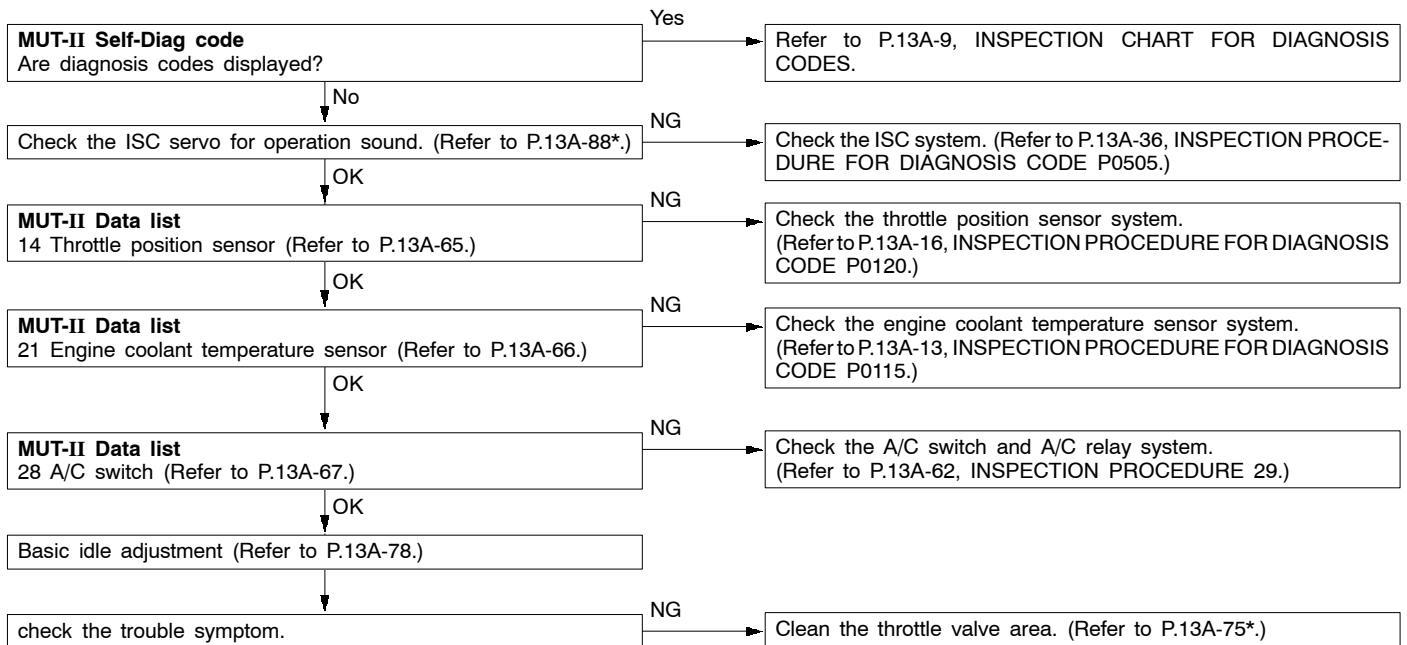 Yes
MUT-II Self-Diag code
Are diagnosis codes displayed?
Refer to P.13A-9, INSPECTION CHART FOR DIAGNOSIS
CODES.
No
Check the ISC servo for operation sound. (Refer to P.13A-88*.)
NG
Check the ISC system. (Refer to P.13A-36, INSPECTION PROCE-
DURE FOR DIAGNOSIS CODE P0505.)
OK
MUT-II Data list
14 Throttle position sensor (Refer to P.13A-65.)
NG
Check the throttle position sensor system.
(Refer to P.13A-16, INSPECTION PROCEDURE FOR DIAGNOSIS
CODE P0120.)
OK
MUT-II Data list
21 Engine coolant temperature sensor (Refer to P.13A-66.)
NG
Check the engine coolant temperature sensor system.
(Refer to P.13A-13, INSPECTION PROCEDURE FOR DIAGNOSIS
CODE P0115.)
OK
MUT-II Data list
28 A/C switch (Refer to P.13A-67.)
NG
Check the A/C switch and A/C relay system.
(Refer to P.13A-62, INSPECTION PROCEDURE 29.)
OK
Basic idle adjustment (Refer to P.13A-78.)
check the trouble symptom.
NG
Clean the throttle valve area. (Refer to P.13A-75*.)